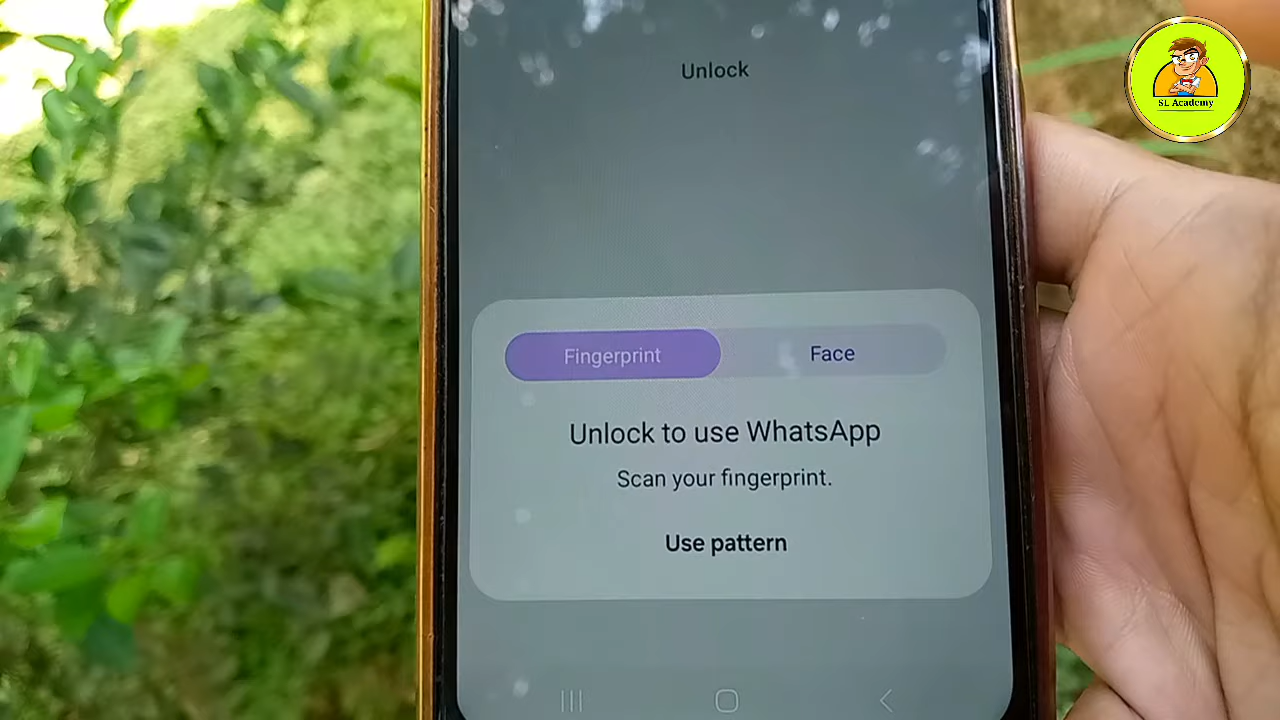 Unlock
SL Academy
Fingerprint
Face
Unlock to use WhatsApp
Scan your fingerprint.
Use pattern